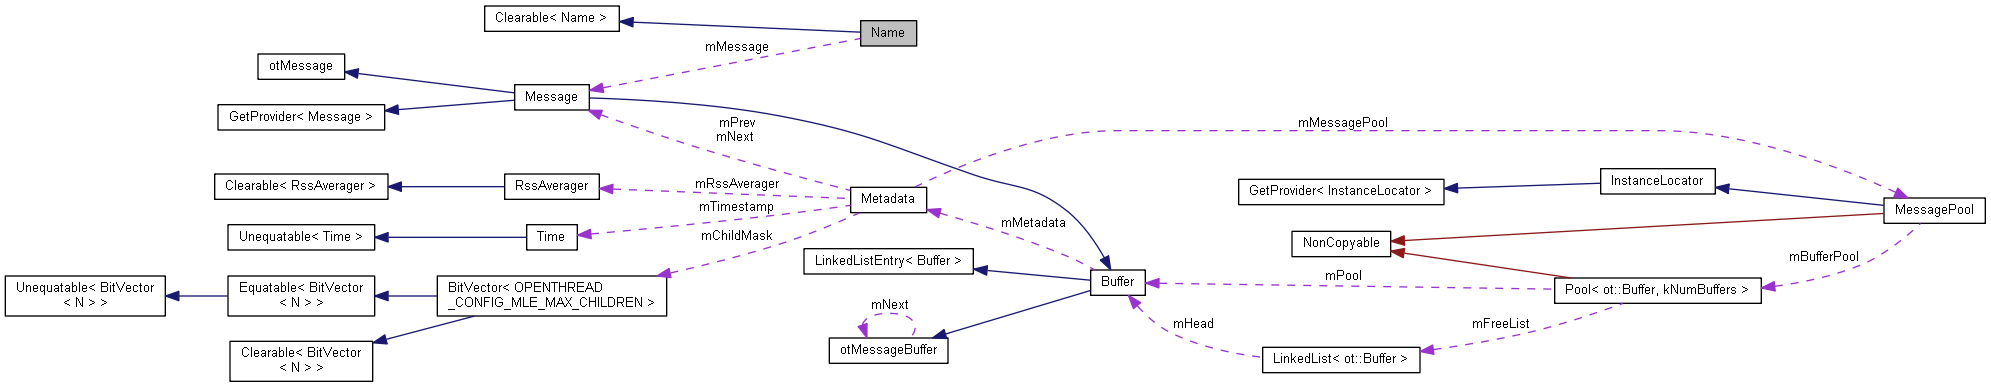 Clearable< Name >
Name
mMessage
otMessage
Message
GetProvider< Message >
mPrev
mNext
mMessagePool
Clearable< RssAverager >
RssAverager
mRssAverager
mTimestamp
Metadata
GetProvider< InstanceLocator >
InstanceLocator
MessagePool
Unequatable< Time >
Time
mChildMask
mMetadata
NonCopyable
mBufferPool
LinkedListEntry< Buffer >
Buffer
mPool
Pool< ot::Buffer, kNumBuffers >
Unequatable< BitVector
< N > >
Equatable< BitVector
< N > >
BitVector< OPENTHREAD
_CONFIG_MLE_MAX_CHILDREN >
mNext
mHead
mFreeList
otMessageBuffer
LinkedList< ot::Buffer >
Clearable< BitVector
< N > >